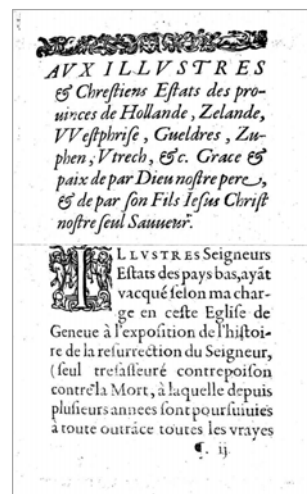 AVX ILLVSTRES
& Chreſtiens Eſtats des pro-
uinces de Hollande, Zelande,
VVeſtphriſe, Gueldres, Zu-
phen, Vtrech, &c. Grace &
paix de par Dieu noſtre pere,
& de par ſon Fils Ieſus Chriſt
noſtre ſeul Sauueur.
ILLVSTRES Seigneurs
Eſtats des pays bas, ayãt
vacqué ſelon ma char-
ge en ceſte Egliſe de
Geneue à l'expoſition de l'hiſtoi-
re de la reſurrection du Seigneur,
(ſeul treſaſſeuré contrepoiſon
contre la Mort, à laquelle depuis
pluſieurs annees ſont pourſuiuies
à toute outrãce toutes les vrayes
¶. ij